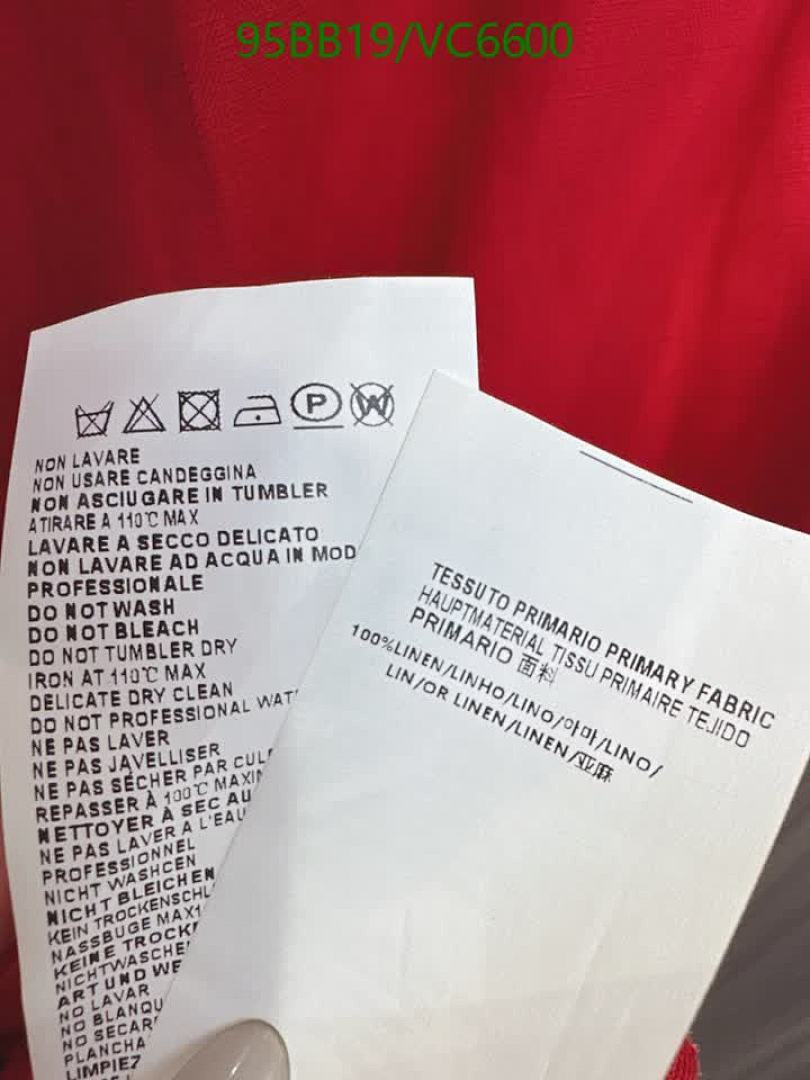 95BB19/VC6600
NON LAVARE
NON USARE CANDEGGINA
NON ASCIUGARE IN TUMBLER
ATIRARE A 110℃ MAX
LAVARE A SECCO DELICATO
NON LAVARE AD ACQUA IN MOD
PROFESSIONALE
DO NOT WASH
DO NOT BLEACH
DO NOT TUMBLER DRY
IRON AT 110℃ MAX
DELICATE DRY CLEAN
DO NOT PROFESSIONAL WAT
NE PAS LAVER
NE PAS JAVELLISER
NE PAS SÉCHER PAR CUL
REPASSER À 100℃ MAXIM
NETTOYER À SEC AU
NE PAS LAVER A L'EAU
PROFESSIONNEL
NICHT WASHCEN
NICHT BLEICHEN
KEIN TROCKENSCHL
NASSBUGE MAX1
KEINE TROCK
NICHTWASCHE
ART UND WE
NO LAVAR
NO BLANQU
NO SECAR
PLANCHA
LIMPIEZ
P
W
TESSUTO PRIMARIO PRIMARY FABRIC
HAUPTMATERIAL TISSU PRIMAIRE TEJIDO
PRIMARIO 面料
100%LINEN/LINHO/LINO/아마/LINO/
LIN/OR LINEN/LINEN/亚麻